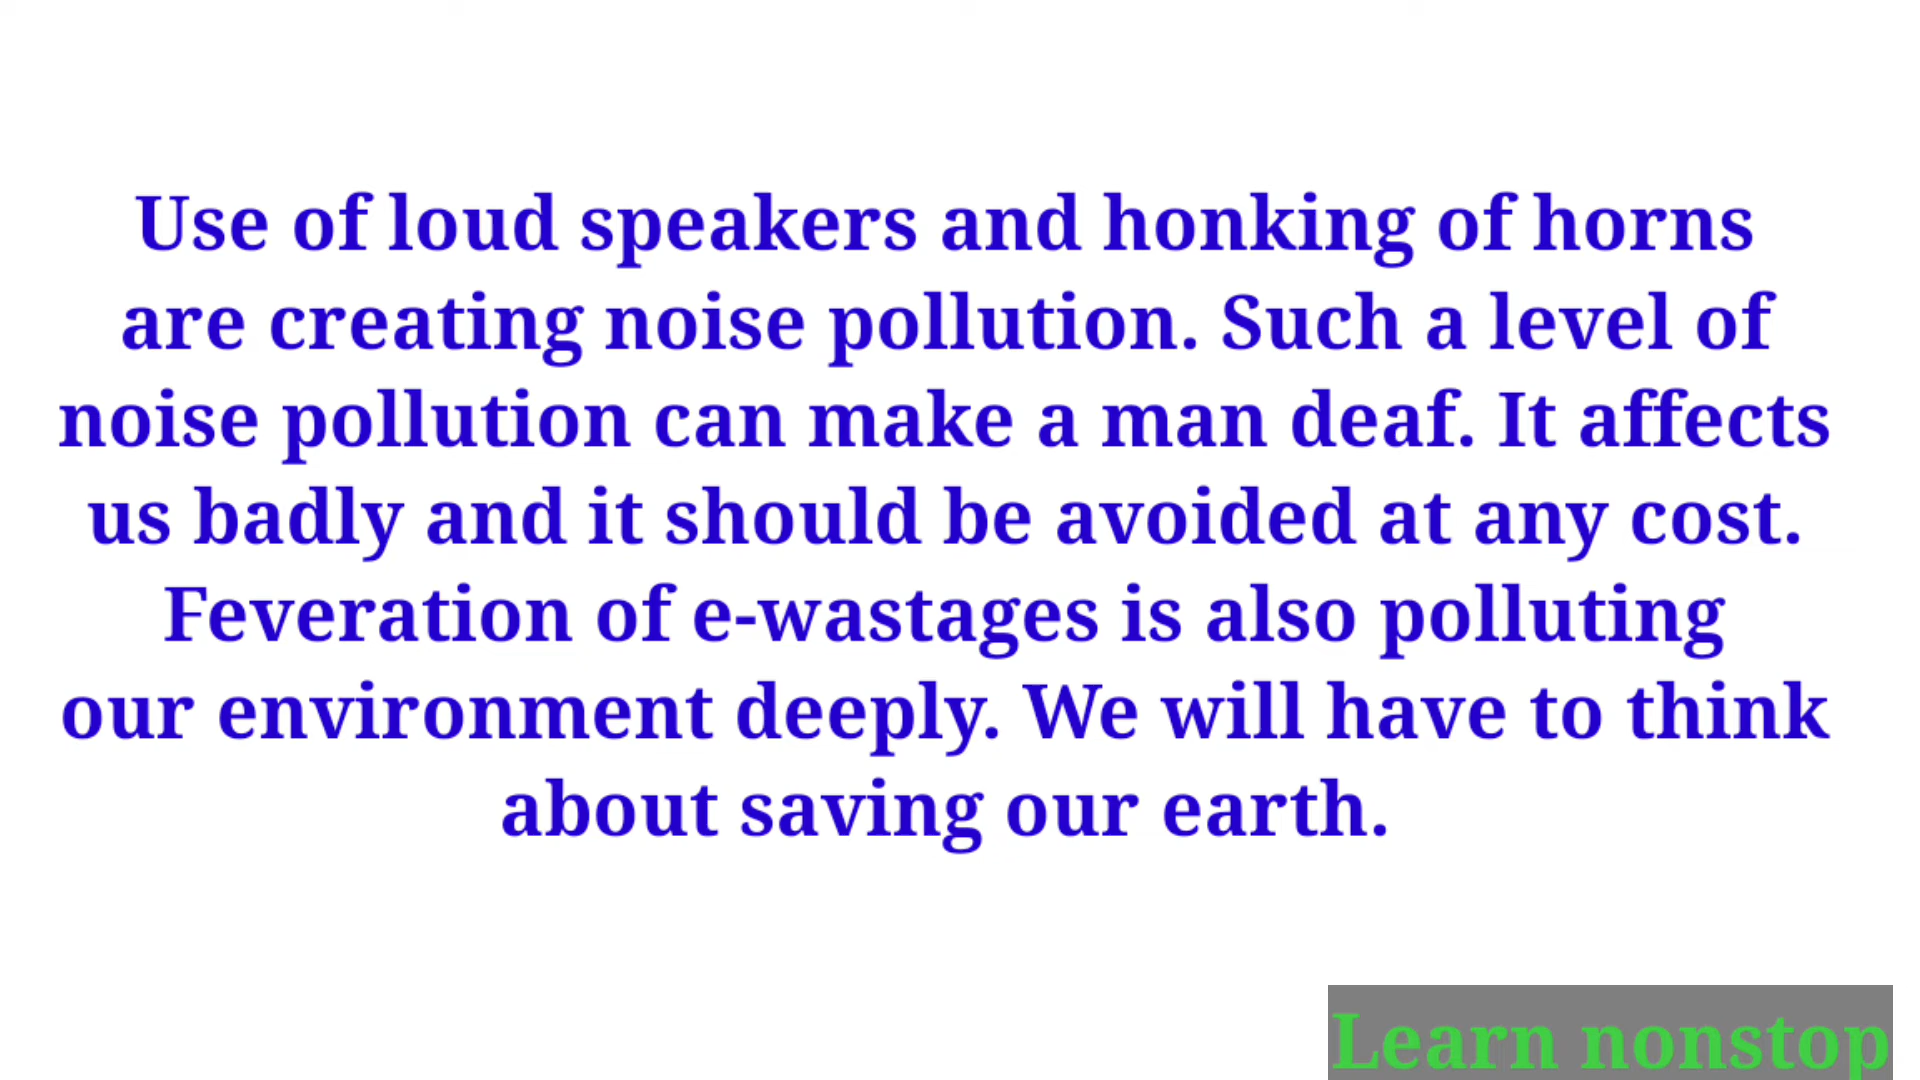 Use of loud speakers and honking of horns
are creating noise pollution. Such a level of
noise pollution can make a man deaf. It affects
us badly and it should be avoided at any cost.
Feveration of e-wastages is also polluting
our environment deeply. We will have to think
about saving our earth.
Learn nonstop